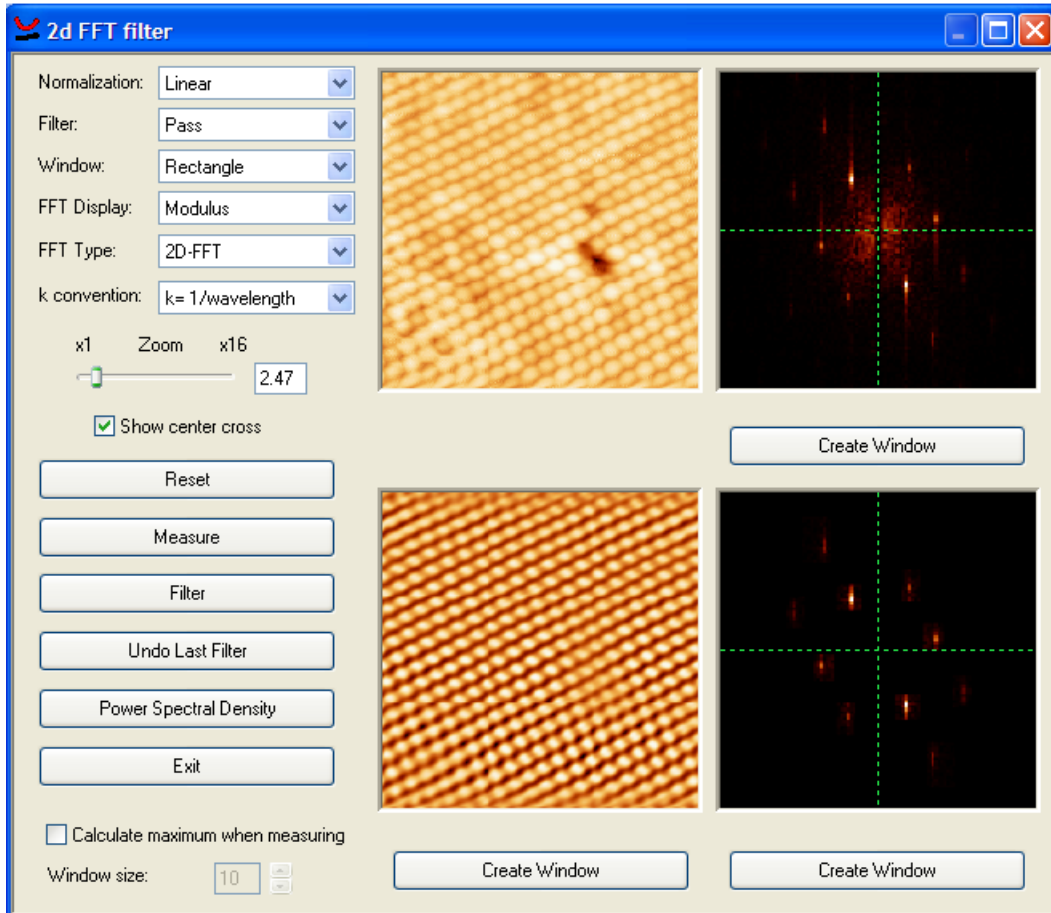 2d FFT filter
Normalization: Linear
Filter: Pass
Window: Rectangle
FFT Display: Modulus
FFT Type: 2D-FFT
k convention: k= 1/wavelength
x1 Zoom x16
2.47
Show center cross
Create Window
Reset
Measure
Filter
Undo Last Filter
Power Spectral Density
Exit
Calculate maximum when measuring
Window size: 10
Create Window
Create Window